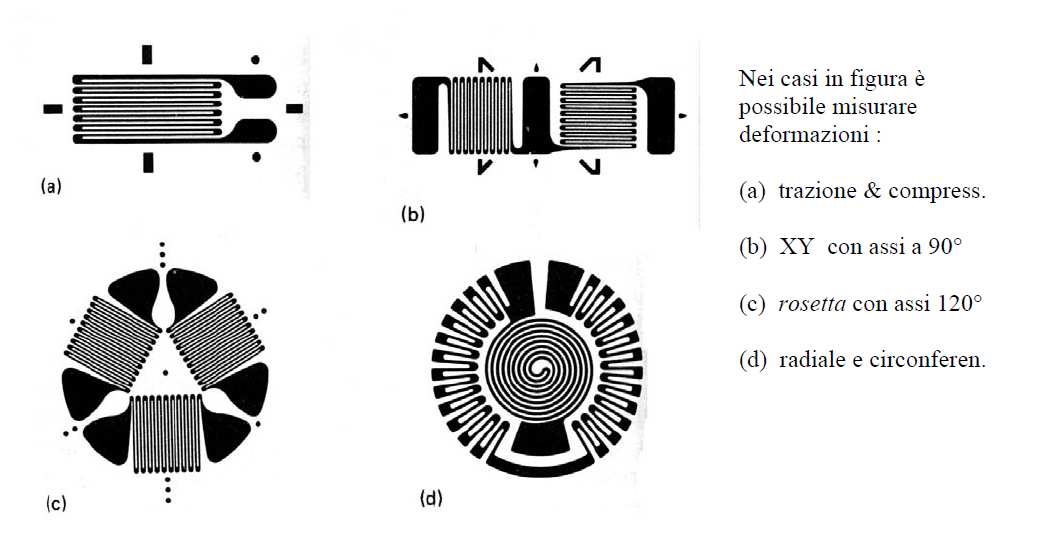 (a)
(b)
(c)
(d)
Nei casi in figura è
possibile misurare
deformazioni :
(a) trazione & compress.
(b) XY con assi a 90°
(c) rosetta con assi 120°
(d) radiale e circonferen.